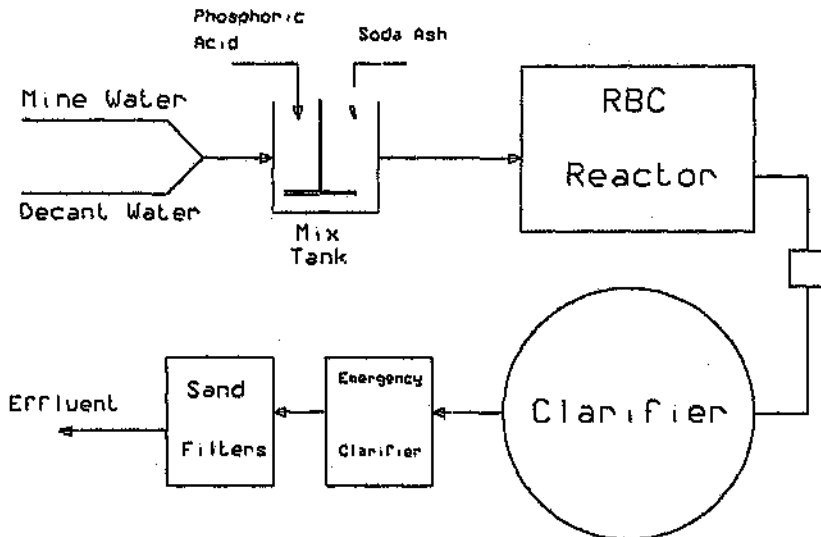 Phosphoric
Acid
Soda Ash
Mine Water
Decant Water
Mix
Tank
RBC
Reactor
Clarifier
Emergency
Clarifier
Sand
Filters
Effluent